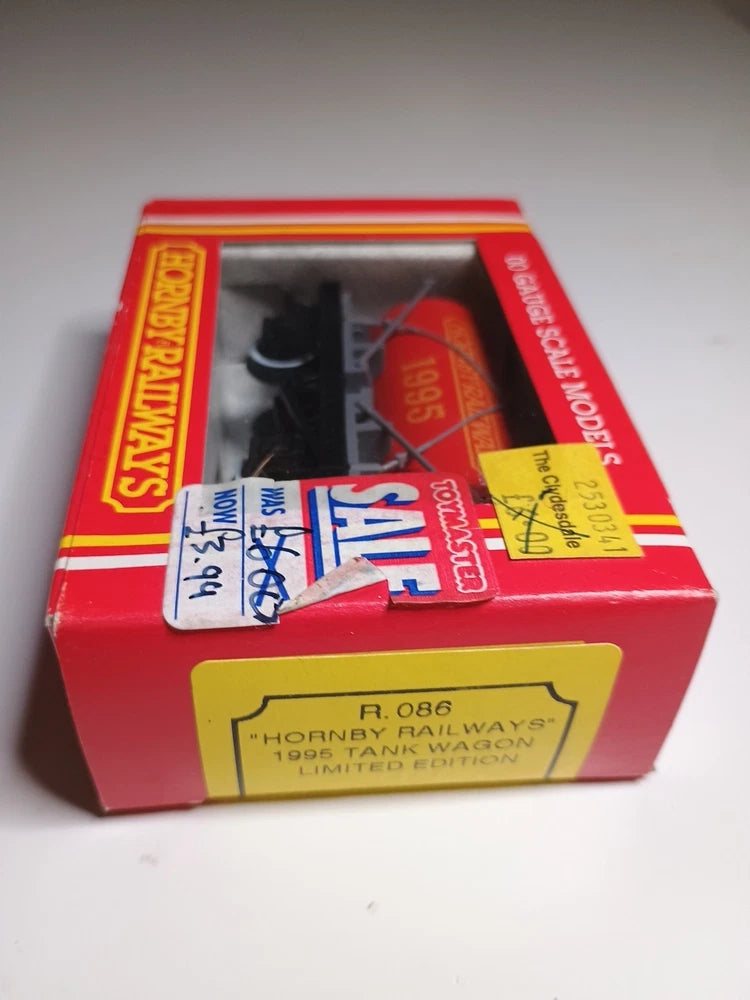 HORNBY RAILWAYS
00 GAUGE SCALE MODELS
1995
TOYMASTER
SALE
WAS
NOW £3.94
The Clydesdale
2530341
R.086
"HORNBY RAILWAYS"
1995 TANK WAGON
LIMITED EDITION